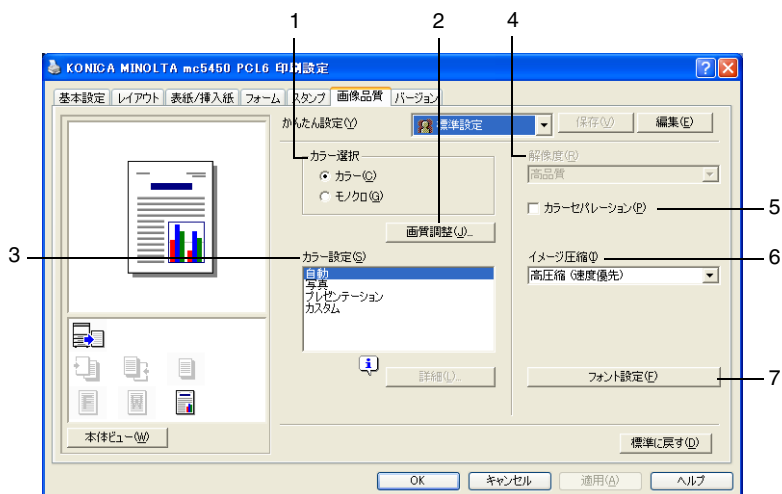 1
2
4
KONICA MINOLTA mc5450 PCL6 印刷設定
基本設定 レイアウト 表紙/挿入紙 フォーム スタンプ 画像品質 バージョン
かんたん設定(Y) 標準設定 保存(V) 編集(E)
カラー選択
カラー(C)
モノクロ(G)
解像度(R)
高品質
カラーセパレーション(P)
5
画質調整(J)...
3
カラー設定(S)
自動
写真
プレゼンテーション
カスタム
イメージ圧縮(I)
6
高圧縮 (速度優先)
詳細(L)...
フォント設定(F)
7
本体ビュー(W)
標準に戻す(D)
OK キャンセル 適用(A) ヘルプ